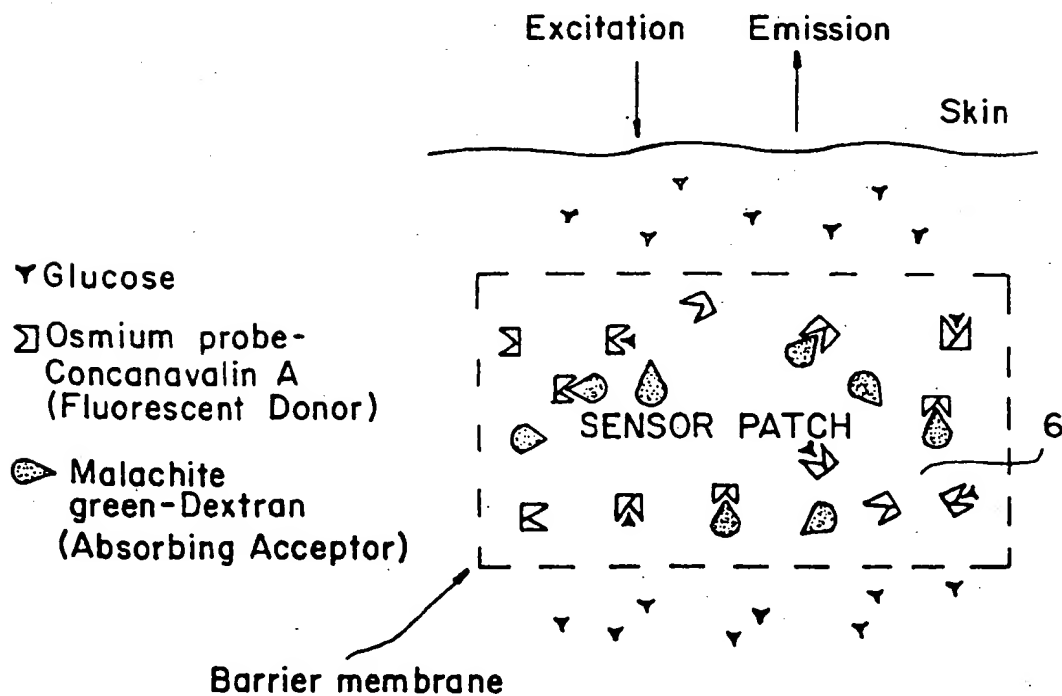 Excitation Emission
Skin
Glucose
Osmium probe-
Concanavalin A
(Fluorescent Donor)
Malachite
green-Dextran
(Absorbing Acceptor)
SENSOR PATCH
6
Barrier membrane